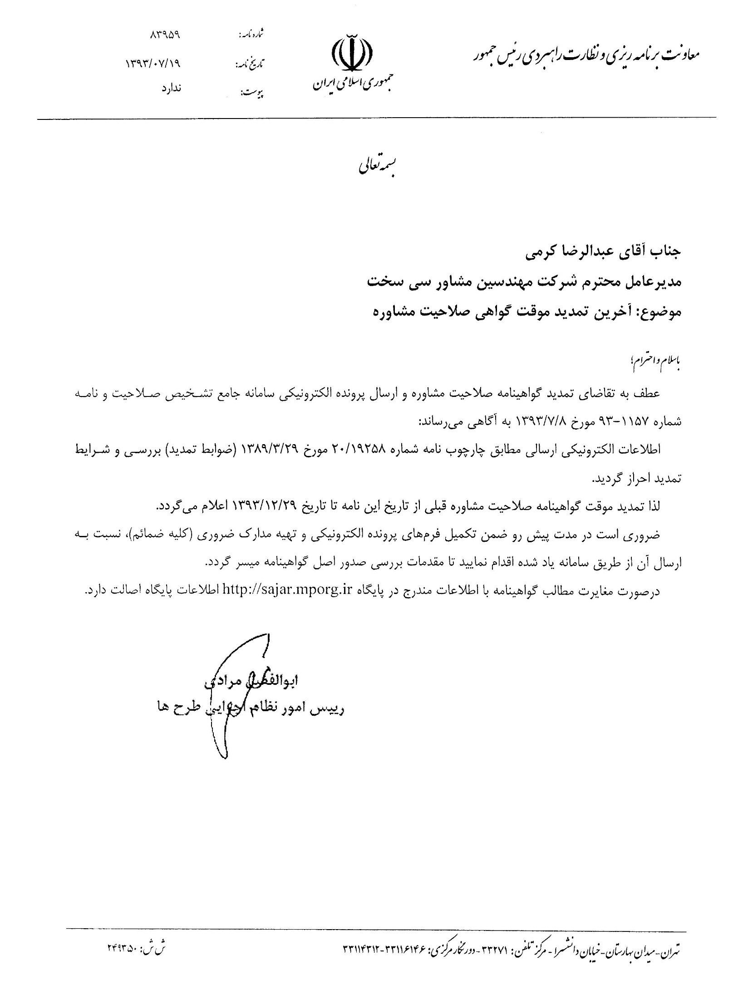 معاونت برنامه ریزی و نظارت راهبردی رئیس جمهور
جمهوری اسلامی ایران
شماره نامه: ۸۳۹۵۹
تاریخ نامه: ۱۳۹۳/۰۷/۱۹
پیوست: ندارد
بسمه تعالی
جناب آقای عبدالرضا کرمی
مدیرعامل محترم شرکت مهندسین مشاور سی سخت
موضوع: آخرین تمدید موقت گواهی صلاحیت مشاوره
باسلام و احترام؛
عطف به تقاضای تمدید گواهینامه صلاحیت مشاوره و ارسال پرونده الکترونیکی سامانه جامع تشخیص صلاحیت و نامه
شماره ۱۱۵۷-۹۳ مورخ ۱۳۹۳/۷/۸ به آگاهی می‌رساند:
اطلاعات الکترونیکی ارسالی مطابق چارچوب نامه شماره ۲۰/۱۹۲۵۸ مورخ ۱۳۸۹/۳/۲۹ (ضوابط تمدید) بررسی و شرایط
تمدید احراز گردید.
لذا تمدید موقت گواهینامه صلاحیت مشاوره قبلی از تاریخ این نامه تا تاریخ ۱۳۹۳/۱۲/۲۹ اعلام می‌گردد.
ضروری است در مدت پیش رو ضمن تکمیل فرم‌های پرونده الکترونیکی و تهیه مدارک ضروری (کلیه ضمائم)، نسبت به
ارسال آن از طریق سامانه یاد شده اقدام نمایید تا مقدمات بررسی صدور اصل گواهینامه میسر گردد.
درصورت مغایرت مطالب گواهینامه با اطلاعات مندرج در پایگاه http://sajar.mporg.ir اطلاعات پایگاه اصالت دارد.
ابوالفضل مرادی
رییس امور نظام اجرایی طرح ها
تهران-میدان بهارستان-خیابان دانشسرا - مرکز تلفن: ۳۳۲۷۱-دورنگار مرکزی: ۳۳۱۱۶۱۴۶-۳۳۱۱۴۳۱۲
ش ش: ۲۴۹۳۵۰